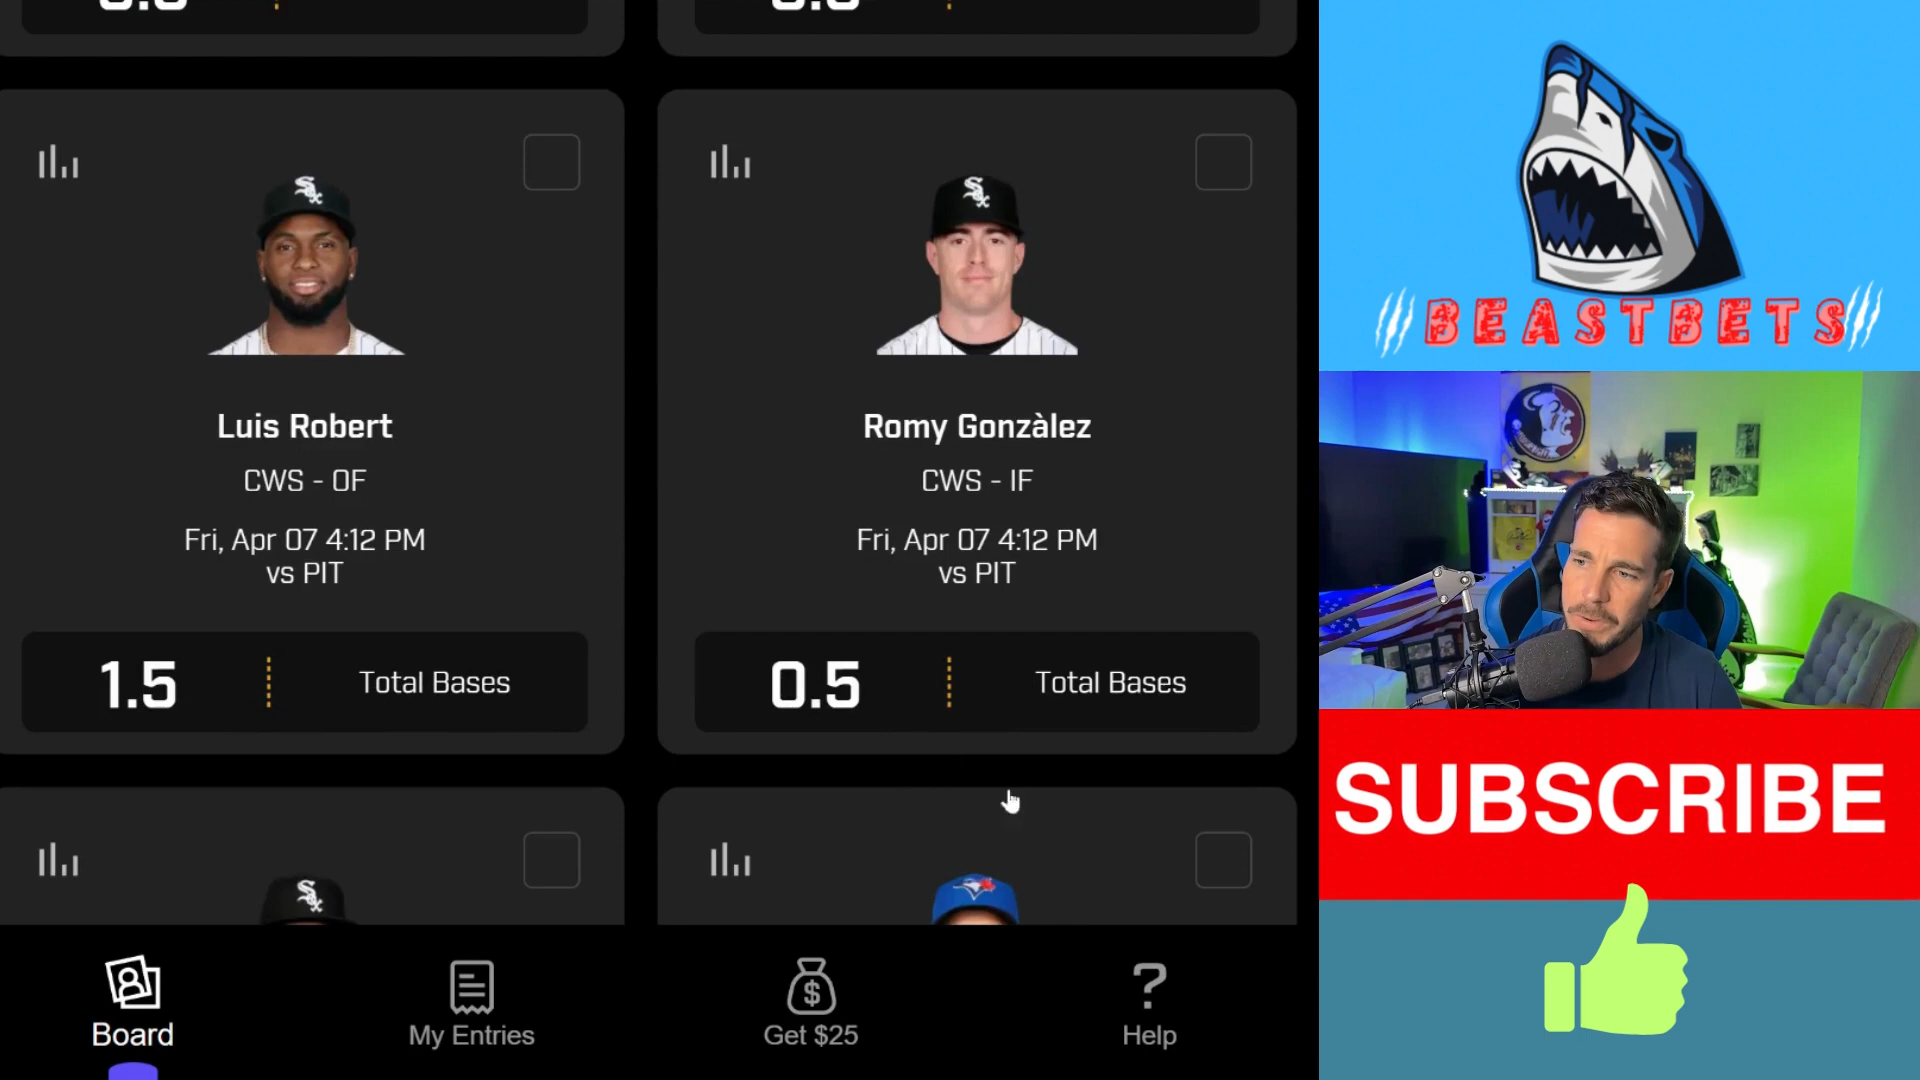 Luis Robert
CWS - OF
Fri, Apr 07 4:12 PM
vs PIT
1.5
Total Bases
Romy Gonzàlez
CWS - IF
Fri, Apr 07 4:12 PM
vs PIT
0.5
Total Bases
Board
My Entries
Get $25
Help
BEASTBETS
SUBSCRIBE